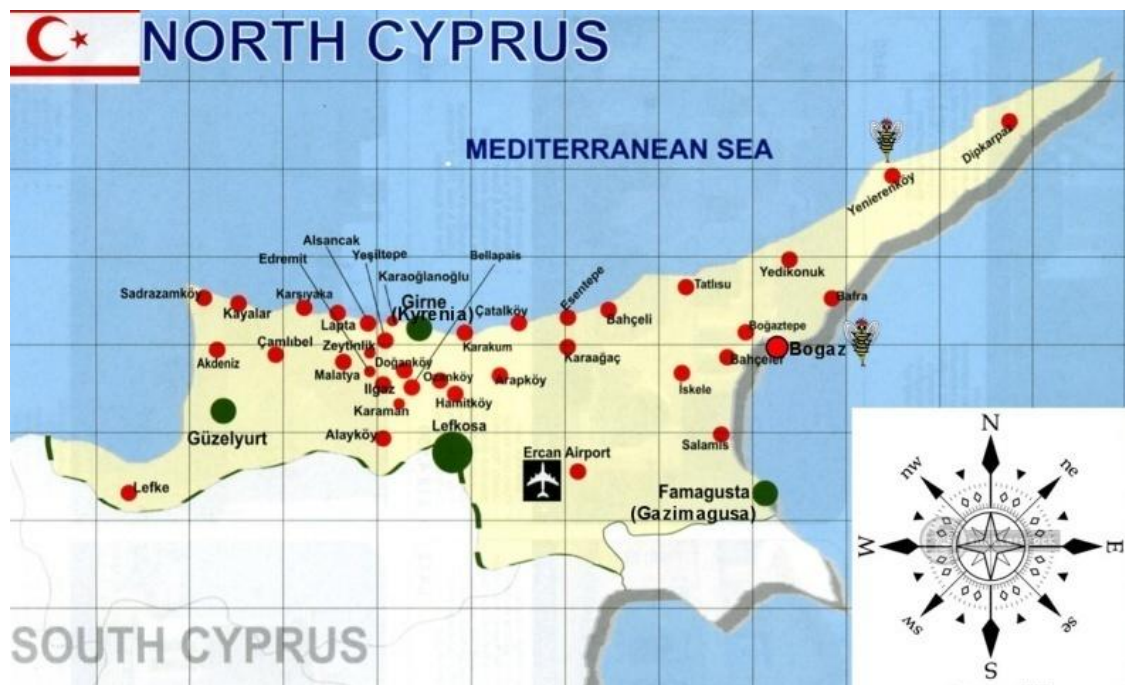 NORTH CYPRUS
MEDITERRANEAN SEA
Dipkarpaz
Yenierenköy
Alsancak
Yeşiltepe
Bellapais
Edremit
Karaoğlanoğlu
Yedikonuk
Sadrazamköy
Kayalar
Karşıyaka
Lapta
Girne
(Kyrenia)
Çatalköy
Esentepe
Bahçeli
Tatlısu
Bafra
Akdeniz
Çamlıbel
Zeytinlik
Karakum
Karaağaç
Boğaztepe
Bahçeler
Bogaz
Malatya
Doğanköy
Ilgaz
Ozanköy
Arapköy
İskele
Karaman
Hamitköy
Güzelyurt
Alayköy
Lefkosa
Salamis
Ercan Airport
Lefke
Famagusta
(Gazimagusa)
SOUTH CYPRUS
N
nw
ne
W
E
sw
se
S